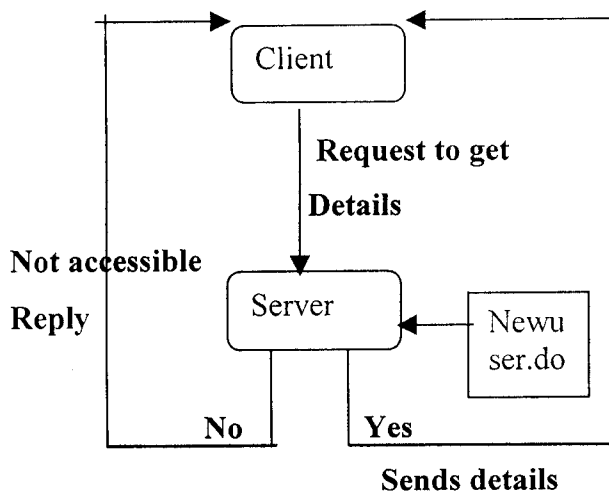 Client
Request to get
Details
Not accessible
Reply
Server
Newu
ser.do
No
Yes
Sends details